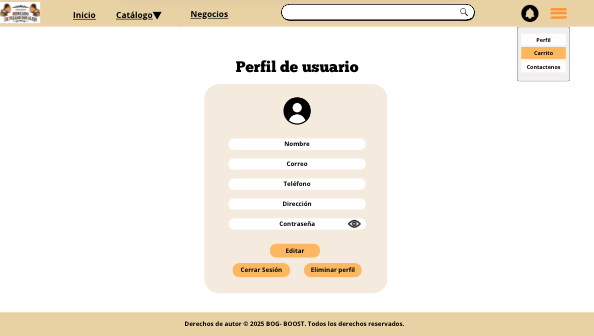 Inicio
Catálogo
Negocios
Perfil
Carrito
Contactenos
Perfil de usuario
Nombre
Correo
Teléfono
Dirección
Contraseña
Editar
Cerrar Sesión
Eliminar perfil
Derechos de autor © 2025 BOG- BOOST. Todos los derechos reservados.